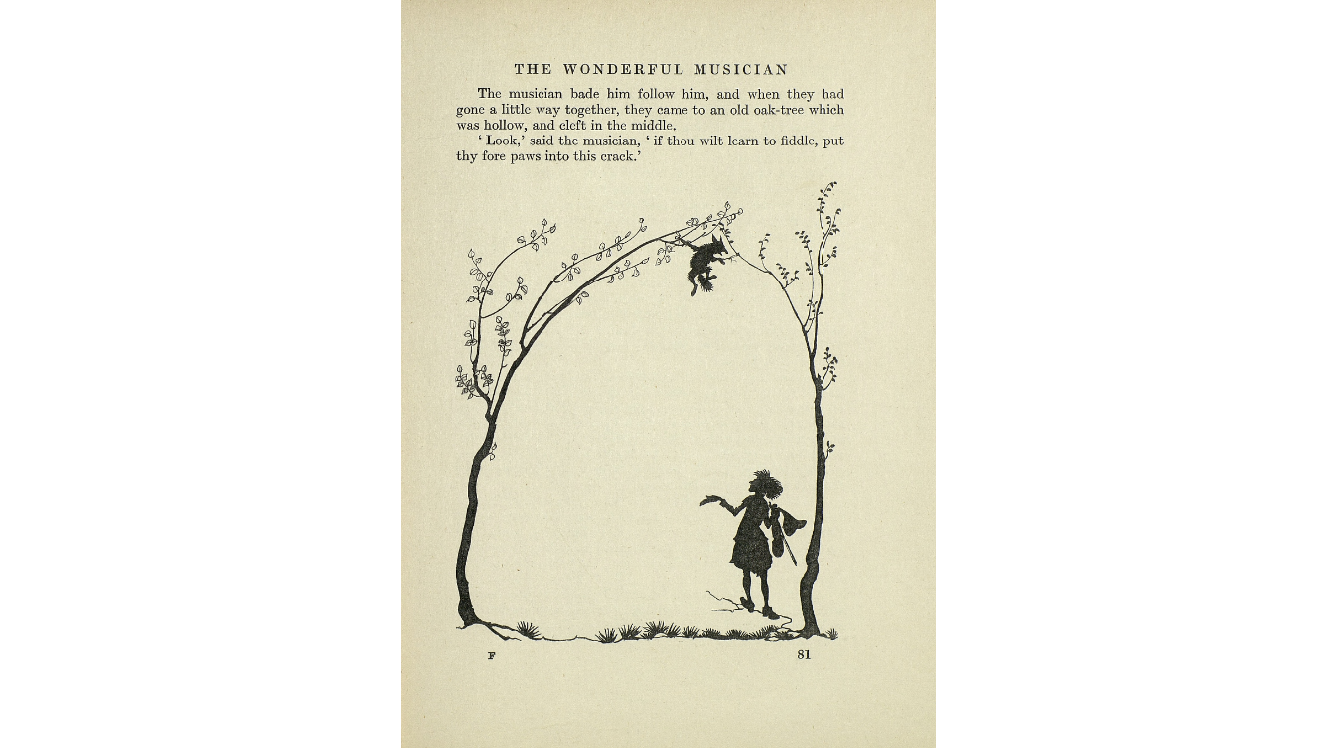 THE WONDERFUL MUSICIAN
The musician bade him follow him, and when they had
gone a little way together, they came to an old oak-tree which
was hollow, and cleft in the middle.
‘ Look,’ said the musician, ‘ if thou wilt learn to fiddle, put
thy fore paws into this crack.’
F 81